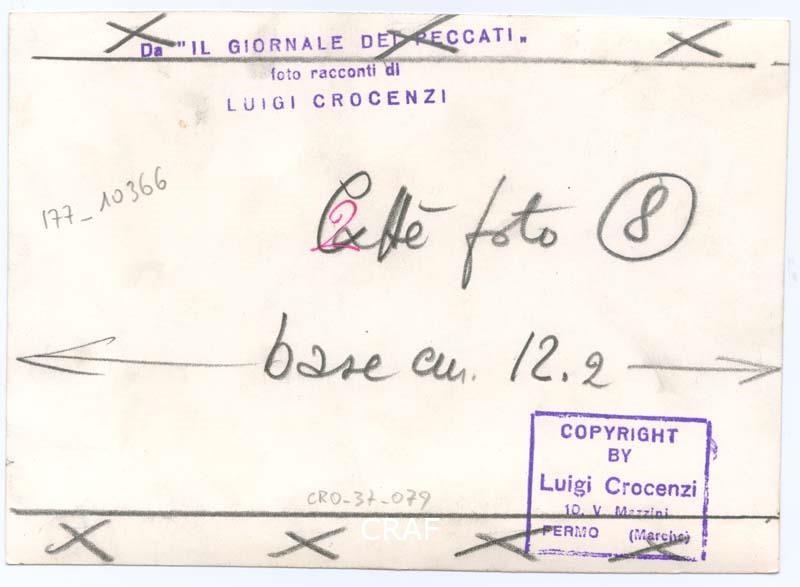 Da "IL GIORNALE DEI PECCATI"
foto racconti di
LUIGI CROCENZI
177_10366
Caffè foto 8
2
base cm. 12.2
COPYRIGHT
BY
Luigi Crocenzi
10, V. Mazzini
FERMO (Marche)
CRO-37-079
CRAF